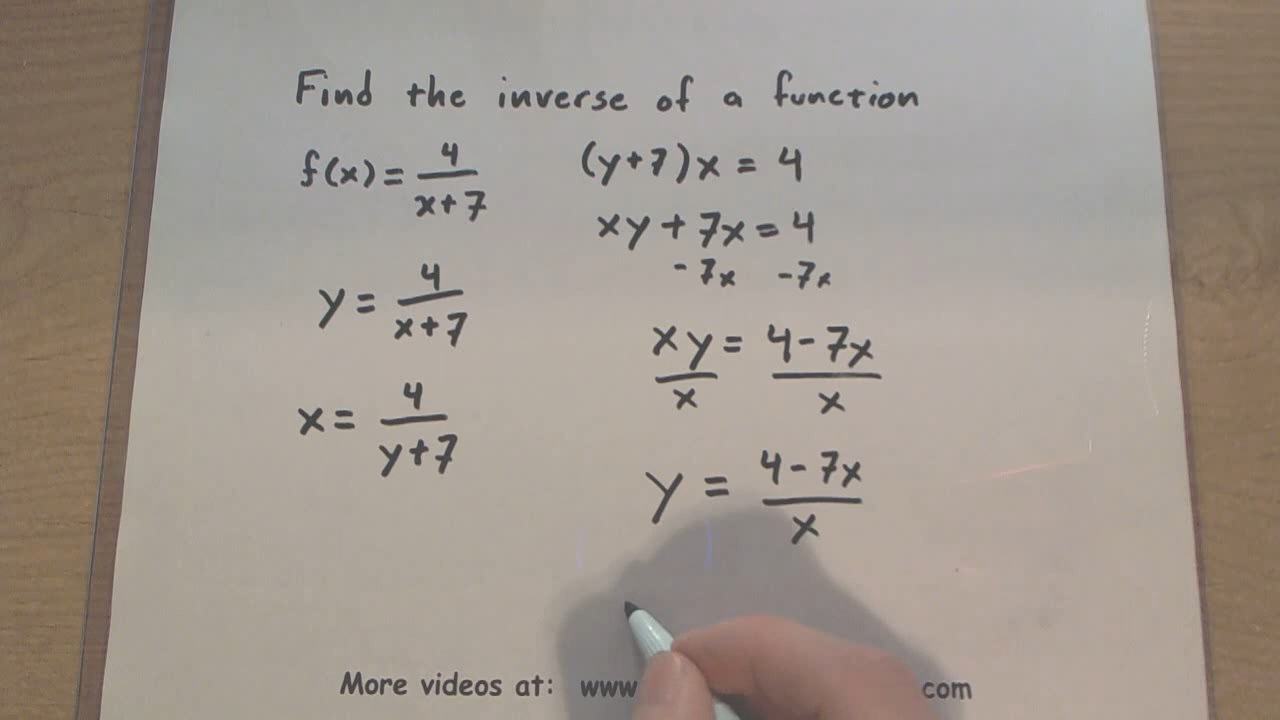 Find the inverse of a function
f(x) = 4/(x+7)
y = 4/(x+7)
x = 4/(y+7)
(y+7)x = 4
xy + 7x = 4
-7x -7x
xy/x = (4-7x)/x
y = (4-7x)/x
More videos at: www com